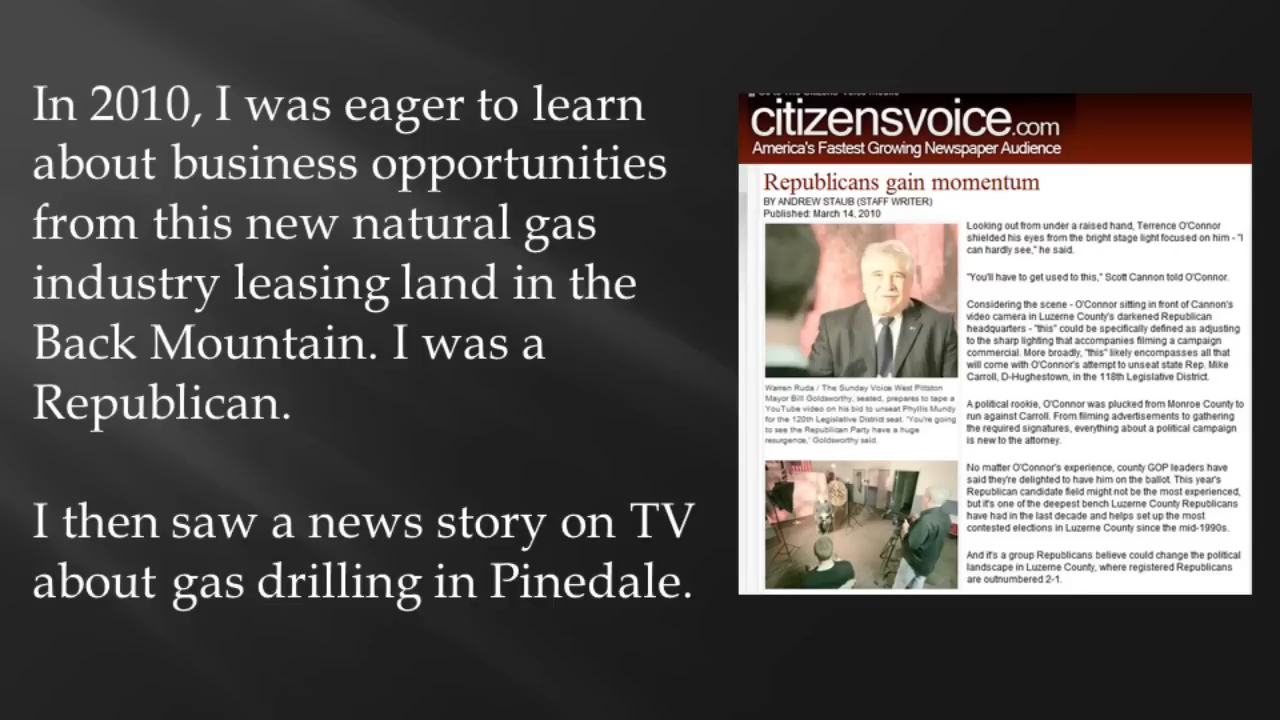 In 2010, I was eager to learn
about business opportunities
from this new natural gas
industry leasing land in the
Back Mountain. I was a
Republican.
I then saw a news story on TV
about gas drilling in Pinedale.
citizensvoice.com
America's Fastest Growing Newspaper Audience
Republicans gain momentum
BY ANDREW STAUB (STAFF WRITER)
Published: March 14, 2010
Warren Ruda / The Sunday Voice West Pittston
Mayor Bill Goldsworthy, seated, prepares to tape a
YouTube video on his bid to unseat Phyllis Mundy
for the 120th Legislative District seat. 'You're going
to see the Republican Party have a huge
resurgence,' Goldsworthy said.
Looking out from under a raised hand, Terrence O'Connor
shielded his eyes from the bright stage light focused on him - "I
can hardly see," he said.
"You'll have to get used to this," Scott Cannon told O'Connor.
Considering the scene - O'Connor sitting in front of Cannon's
video camera in Luzerne County's darkened Republican
headquarters - "this" could be specifically defined as adjusting
to the sharp lighting that accompanies filming a campaign
commercial. More broadly, "this" likely encompasses all that
will come with O'Connor's attempt to unseat state Rep. Mike
Carroll, D-Hughestown, in the 118th Legislative District.
A political rookie, O'Connor was plucked from Monroe County to
run against Carroll. From filming advertisements to gathering
the required signatures, everything about a political campaign
is new to the attorney.
No matter O'Connor's experience, county GOP leaders have
said they're delighted to have him on the ballot. This year's
Republican candidate field might not be the most experienced,
but it's one of the deepest bench Luzerne County Republicans
have had in the last decade and helps set up the most
contested elections in Luzerne County since the mid-1990s.
And it's a group Republicans believe could change the political
landscape in Luzerne County, where registered Republicans
are outnumbered 2-1.